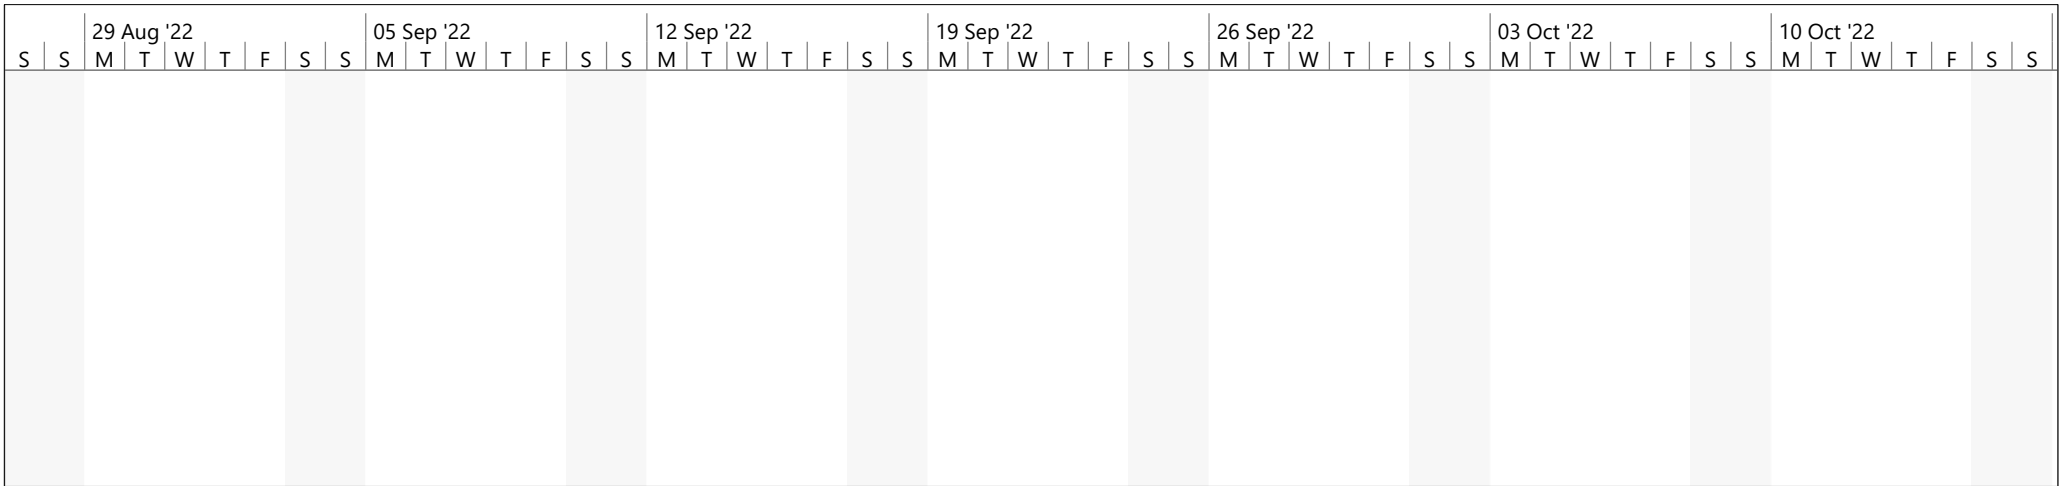 29 Aug '22 05 Sep '22 12 Sep '22 19 Sep '22 26 Sep '22 03 Oct '22 10 Oct '22
S S M T W T F S S M T W T F S S M T W T F S S M T W T F S S M T W T F S S M T W T F S S M T W T F S S